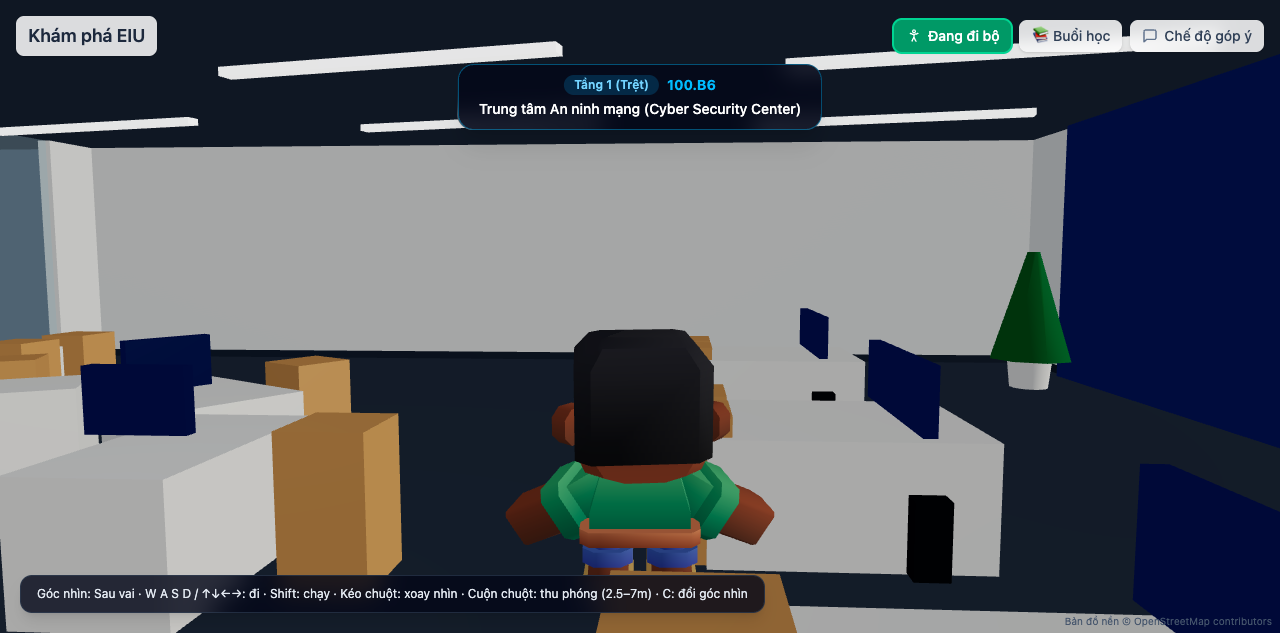 Khám phá EIU
Đang đi bộ
Buổi học
Chế độ góp ý
Tầng 1 (Trệt) 100.B6
Trung tâm An ninh mạng (Cyber Security Center)
Góc nhìn: Sau vai · W A S D / ↑↓←→: đi · Shift: chạy · Kéo chuột: xoay nhìn · Cuộn chuột: thu phóng (2.5–7m) · C: đổi góc nhìn
Bản đồ nền © OpenStreetMap contributors